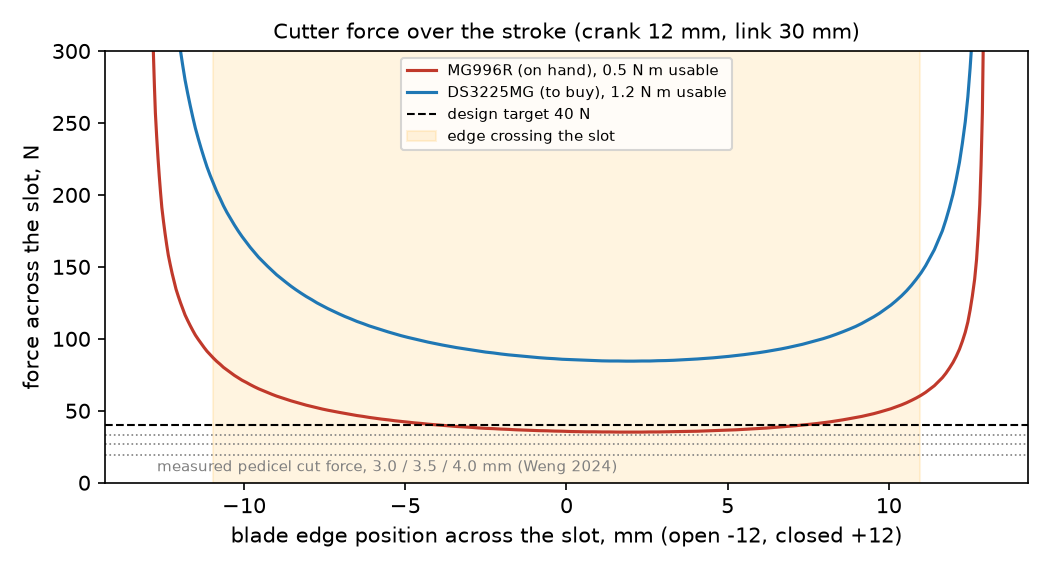 Cutter force over the stroke (crank 12 mm, link 30 mm)
force across the slot, N
300
250
200
150
100
50
0
MG996R (on hand), 0.5 N m usable
DS3225MG (to buy), 1.2 N m usable
design target 40 N
edge crossing the slot
measured pedicel cut force, 3.0 / 3.5 / 4.0 mm (Weng 2024)
−10
−5
0
5
10
blade edge position across the slot, mm (open -12, closed +12)